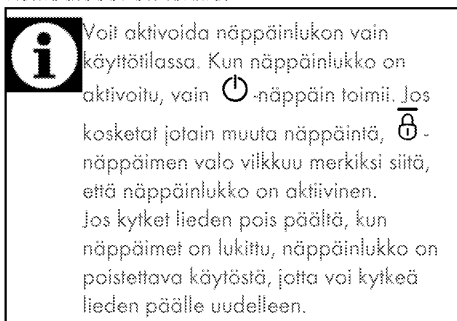 Voit aktivoida näppäinlukon vain
käyttötilassa. Kun näppäinlukko on
aktivoitu, vain -näppäin toimii. Jos
kosketat jotain muuta näppäintä, -
näppäimen valo vilkkuu merkiksi siitä,
että näppäinlukko on aktiivinen.
Jos kytket lieden pois päältä, kun
näppäimet on lukittu, näppäinlukko on
poistettava käytöstä, jotta voi kytkeä
lieden päälle uudelleen.